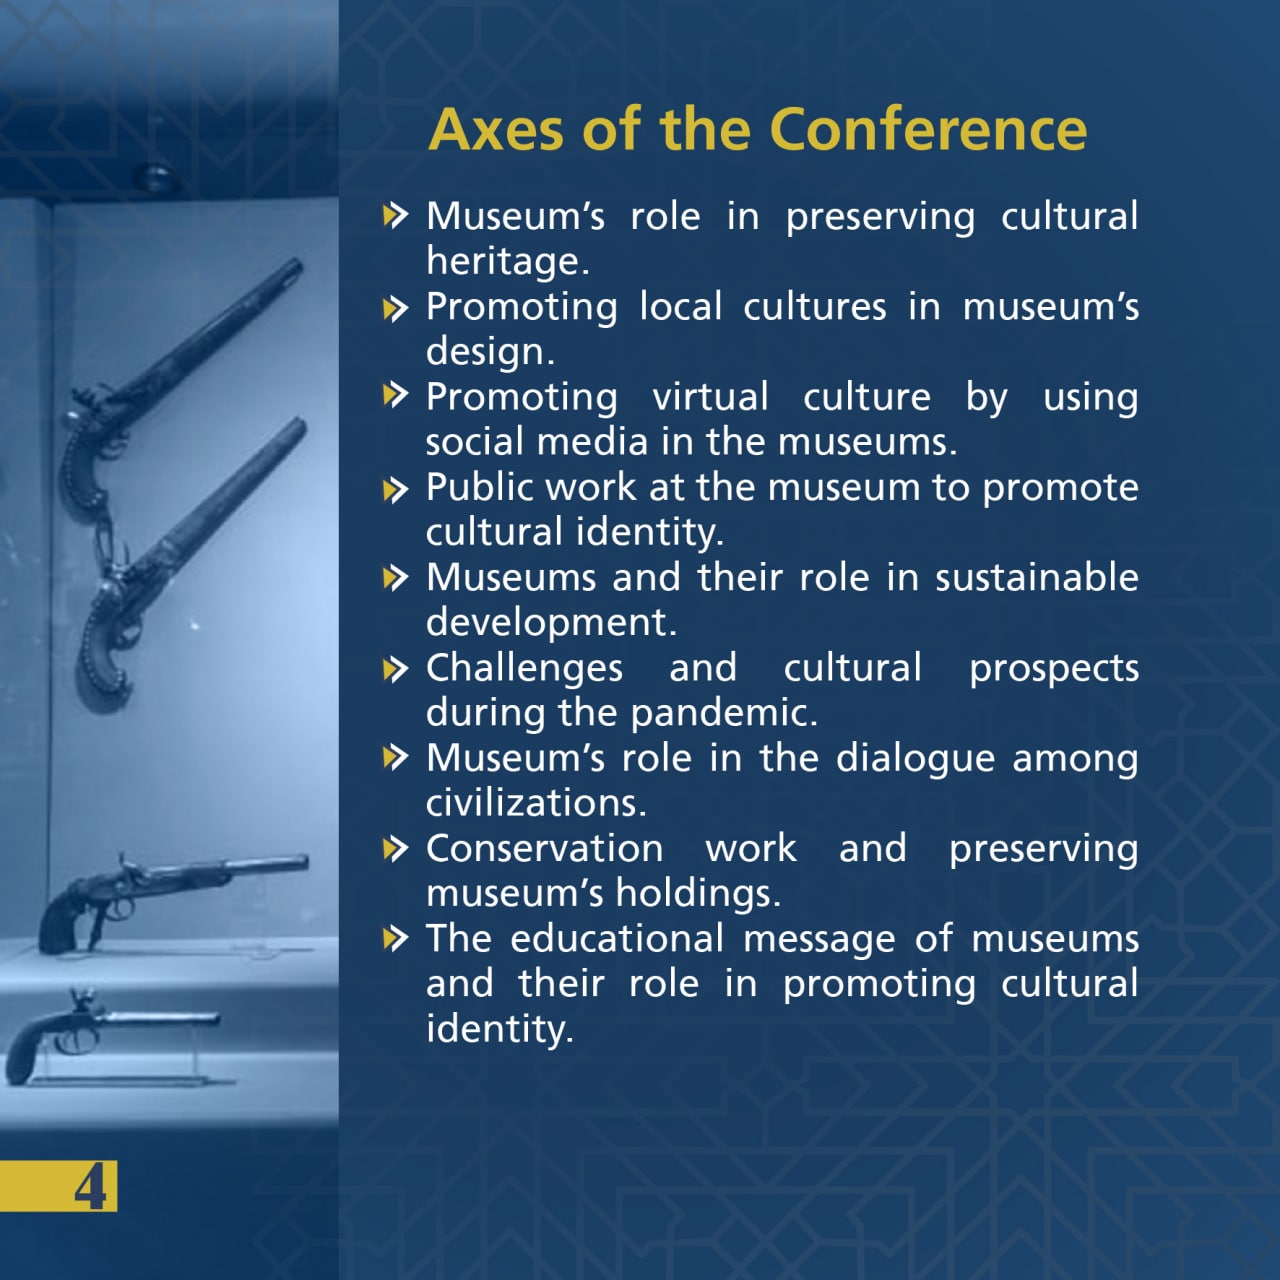 Axes of the Conference
Museum’s role in preserving cultural
heritage.
Promoting local cultures in museum’s
design.
Promoting virtual culture by using
social media in the museums.
Public work at the museum to promote
cultural identity.
Museums and their role in sustainable
development.
Challenges and cultural prospects
during the pandemic.
Museum’s role in the dialogue among
civilizations.
Conservation work and preserving
museum’s holdings.
The educational message of museums
and their role in promoting cultural
identity.
4